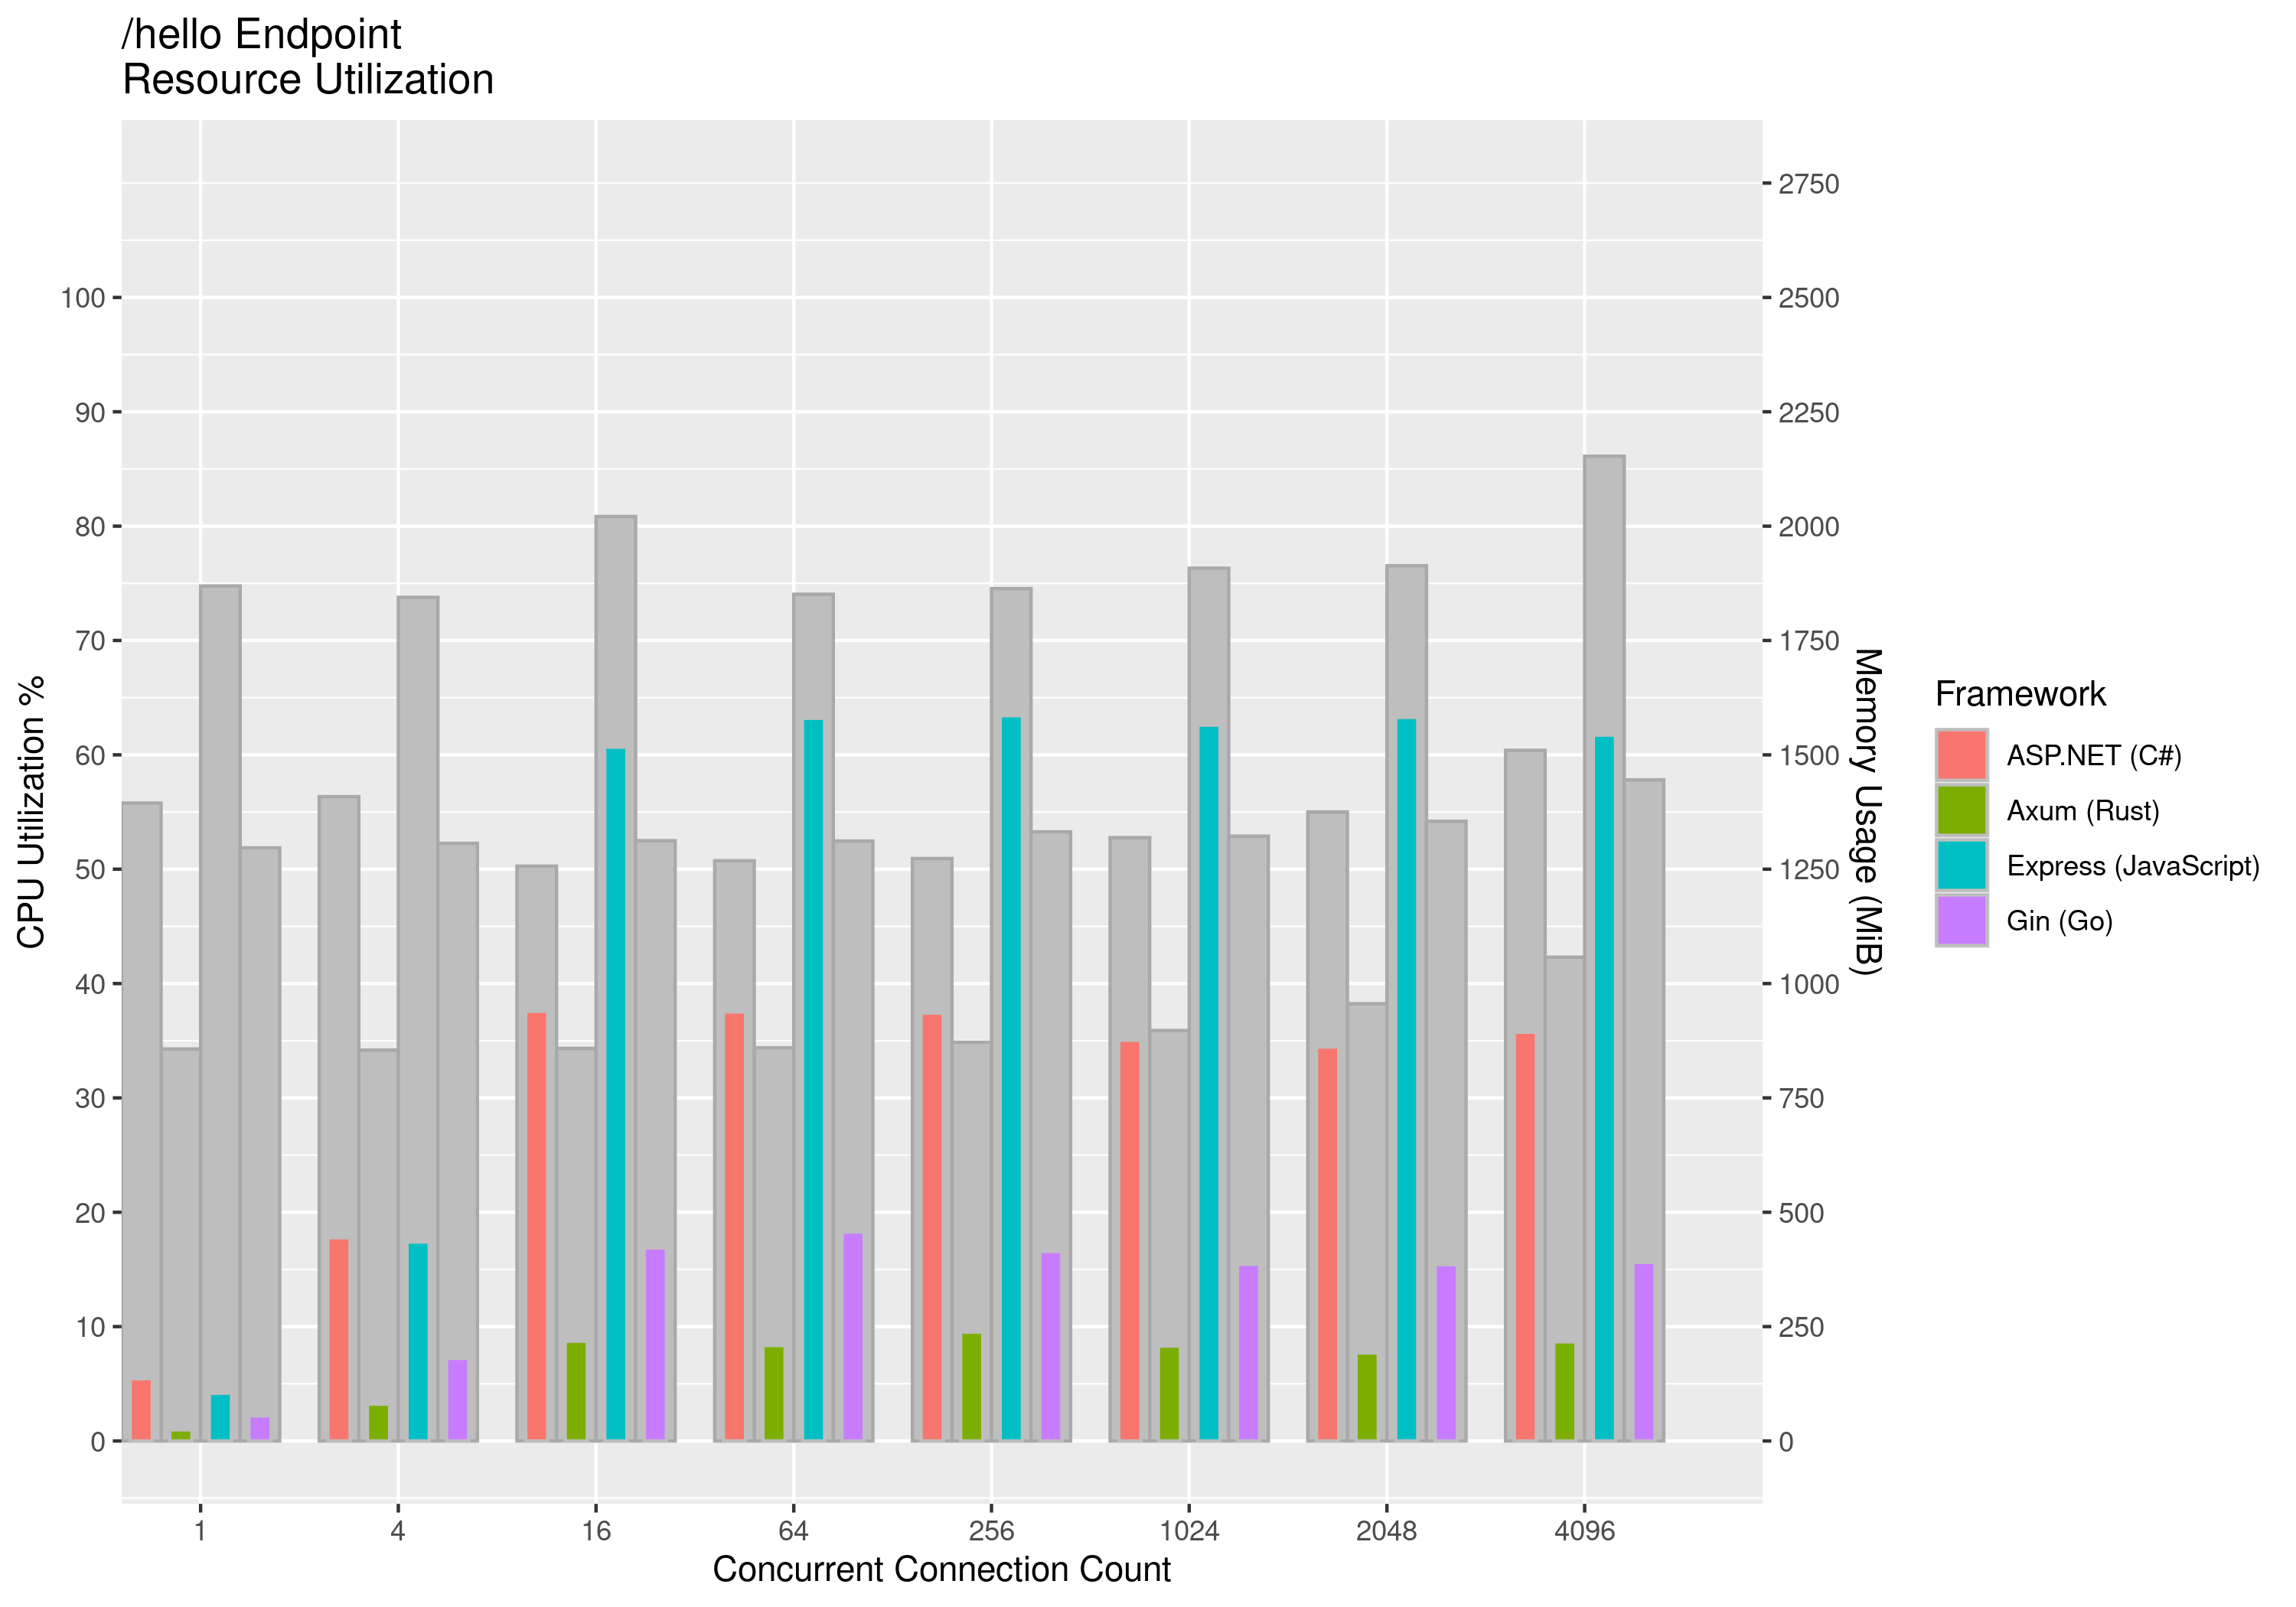 /hello Endpoint
Resource Utilization
CPU Utilization %
100
90
80
70
60
50
40
30
20
10
0
2750
2500
2250
2000
1750
1500
1250
1000
750
500
250
0
Memory Usage (MiB)
1 4 16 64 256 1024 2048 4096
Concurrent Connection Count
Framework
ASP.NET (C#)
Axum (Rust)
Express (JavaScript)
Gin (Go)